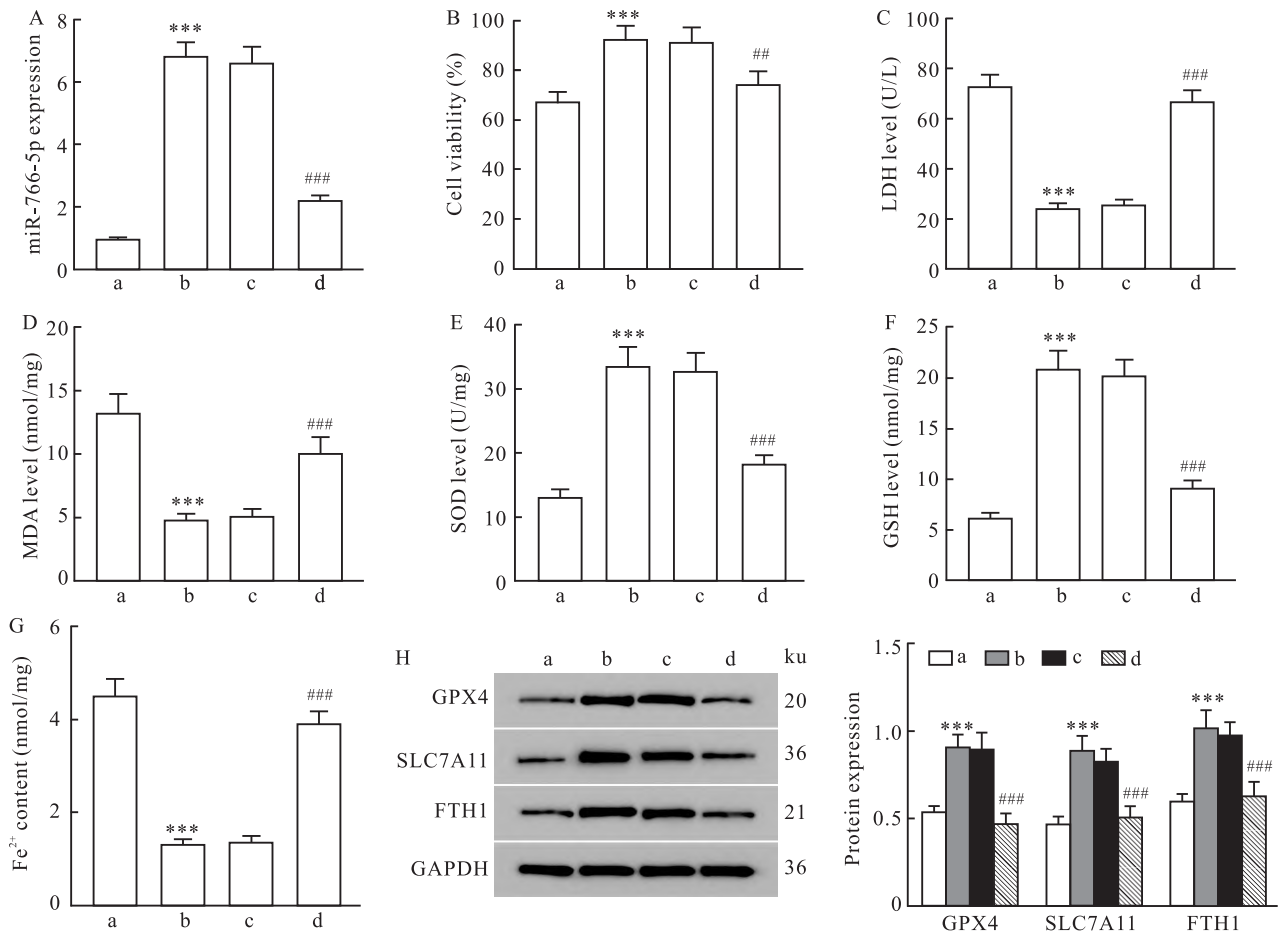 A
miR-766-5p expression
8
6
4
2
0
***
###
a b c d
B
Cell viability (%)
100
80
60
40
20
0
***
##
a b c d
C
LDH level (U/L)
100
80
60
40
20
0
***
###
a b c d
D
MDA level (nmol/mg)
20
15
10
5
0
***
###
a b c d
E
SOD level (U/mg)
40
30
20
10
0
***
###
a b c d
F
GSH level (nmol/mg)
25
20
15
10
5
0
***
###
a b c d
G
Fe²⁺ content (nmol/mg)
6
4
2
0
***
###
a b c d
H
a b c d ku
GPX4 20
SLC7A11 36
FTH1 21
GAPDH 36
Protein expression
1.5
1.0
0.5
0
a b c d
***
###
***
###
***
###
GPX4 SLC7A11 FTH1